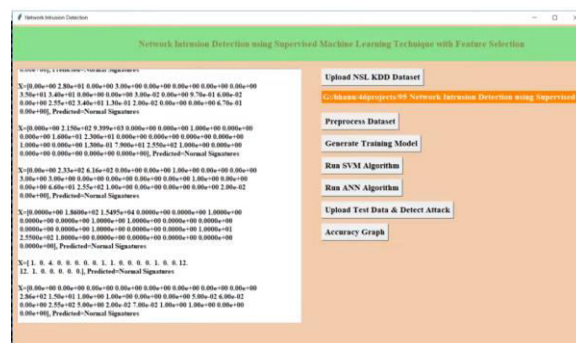 Network Intrusion Detection
Network Intrusion Detection using Supervised Machine Learning Technique with Feature Selection
0.00e+00], Predicted=Normal Signatures
X=[0.00e+00 2.80e+01 0.00e+00 3.00e+00 0.00e+00 0.00e+00 0.00e+00 0.00e+00
3.50e+01 3.40e+01 0.00e+00 0.00e+00 3.00e-02 0.00e+00 9.70e-01 6.00e-02
0.00e+00 2.55e+02 3.40e+01 1.30e-01 2.00e-02 0.00e+00 0.00e+00 6.70e-01
0.00e+00], Predicted=Normal Signatures
X=[0.000e+00 2.150e+02 9.399e+03 0.000e+00 0.000e+00 1.000e+00 0.000e+00
0.000e+00 1.600e+01 2.300e+01 0.000e+00 0.000e+00 0.000e+00 0.000e+00
1.000e+00 0.000e+00 1.300e-01 7.900e+01 2.550e+02 1.000e+00 0.000e+00
0.000e+00 0.000e+00 0.000e+00 0.000e+00], Predicted=Normal Signatures
X=[0.00e+00 2.33e+02 6.16e+02 0.00e+00 0.00e+00 1.00e+00 0.00e+00 0.00e+00
3.00e+00 3.00e+00 0.00e+00 0.00e+00 0.00e+00 0.00e+00 1.00e+00 0.00e+00
0.00e+00 6.60e+01 2.55e+02 1.00e+00 0.00e+00 0.00e+00 0.00e+00 2.00e-02
0.00e+00], Predicted=Normal Signatures
X=[0.0000e+00 1.8600e+02 1.5495e+04 0.0000e+00 0.0000e+00 1.0000e+00
0.0000e+00 0.0000e+00 1.0000e+00 1.0000e+00 0.0000e+00 0.0000e+00
0.0000e+00 0.0000e+00 1.0000e+00 0.0000e+00 0.0000e+00 1.0000e+01
2.5500e+02 1.0000e+00 0.0000e+00 0.0000e+00 0.0000e+00 0.0000e+00
0.0000e+00], Predicted=Normal Signatures
X=[ 1. 0. 4. 0. 0. 0. 0. 0. 1. 1. 0. 0. 0. 0. 1. 0. 0. 12.
12. 1. 0. 0. 0. 0. 0.], Predicted=Normal Signatures
X=[0.00e+00 0.00e+00 0.00e+00 0.00e+00 0.00e+00 0.00e+00 0.00e+00 0.00e+00
2.86e+02 1.50e+01 1.00e+00 1.00e+00 0.00e+00 0.00e+00 5.00e-02 6.00e-02
0.00e+00 2.55e+02 5.00e+00 2.00e-02 7.00e-02 1.00e+00 1.00e+00 0.00e+00
0.00e+00], Predicted=Normal Signatures
Upload NSL KDD Dataset
Network Intrusion Detection using Supervised
Preprocess Dataset
Generate Training Model
Run SVM Algorithm
Run ANN Algorithm
Upload Test Data & Detect Attack
Accuracy Graph